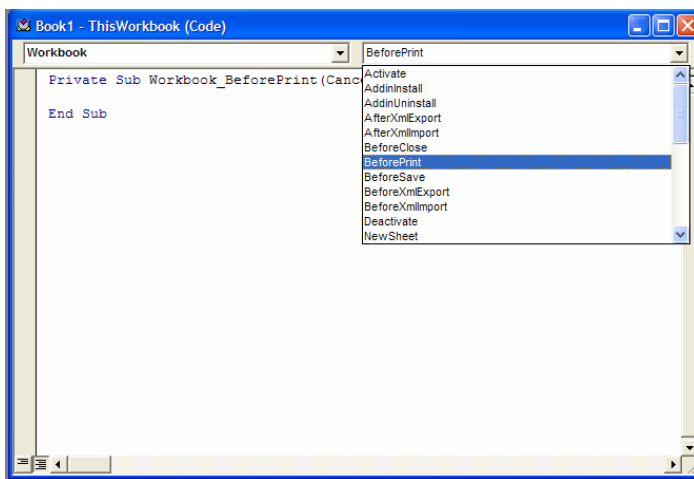 Book1 - ThisWorkbook (Code)
Workbook BeforePrint
Private Sub Workbook_BeforePrint(Canc
End Sub
Activate
AddinInstall
AddinUninstall
AfterXmlExport
AfterXmlImport
BeforeClose
BeforePrint
BeforeSave
BeforeXmlExport
BeforeXmlImport
Deactivate
NewSheet